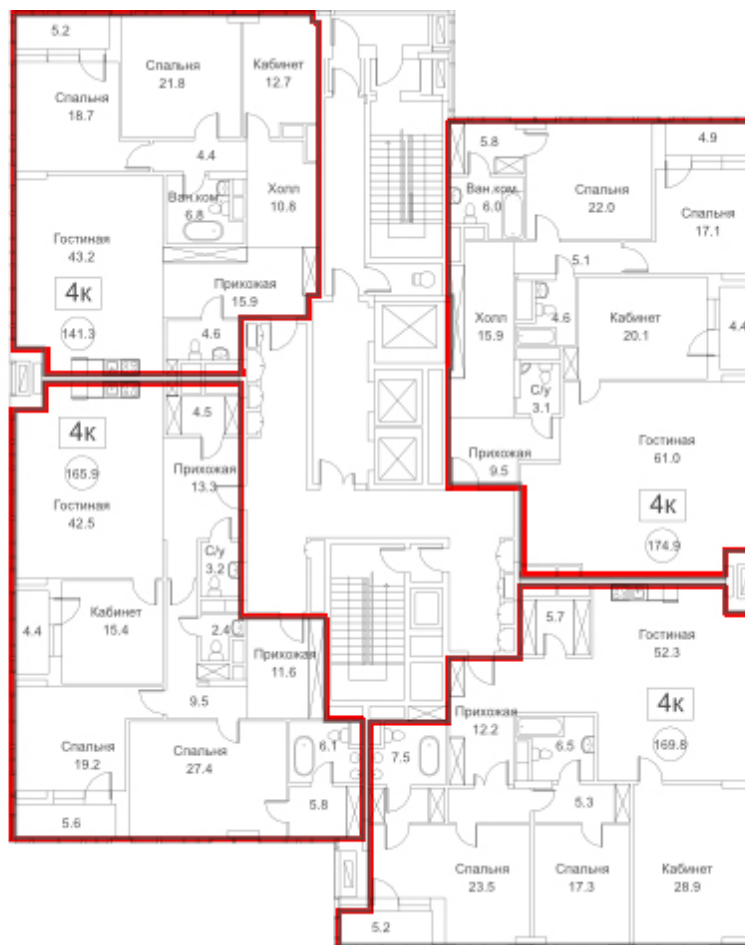 5.2
Спальня
21.8
Кабинет
12.7
Спальня
18.7
4.4
Ван.ком.
6.8
Холл
10.8
Гостиная
43.2
4к
141.3
Прихожая
15.9
4.6
5.8
4.9
Ван.ком.
6.0
Спальня
22.0
Спальня
17.1
5.1
Холл
15.9
4.6
Кабинет
20.1
4.4
С/у
3.1
Прихожая
9.5
Гостиная
61.0
4к
174.9
4к
165.9
Гостиная
42.5
4.5
Прихожая
13.3
С/у
3.2
Кабинет
15.4
4.4
2.4
Прихожая
11.6
9.5
Спальня
19.2
Спальня
27.4
6.1
5.8
5.6
5.7
Гостиная
52.3
4к
169.8
Прихожая
12.2
6.5
7.5
5.3
Спальня
23.5
Спальня
17.3
Кабинет
28.9
5.2